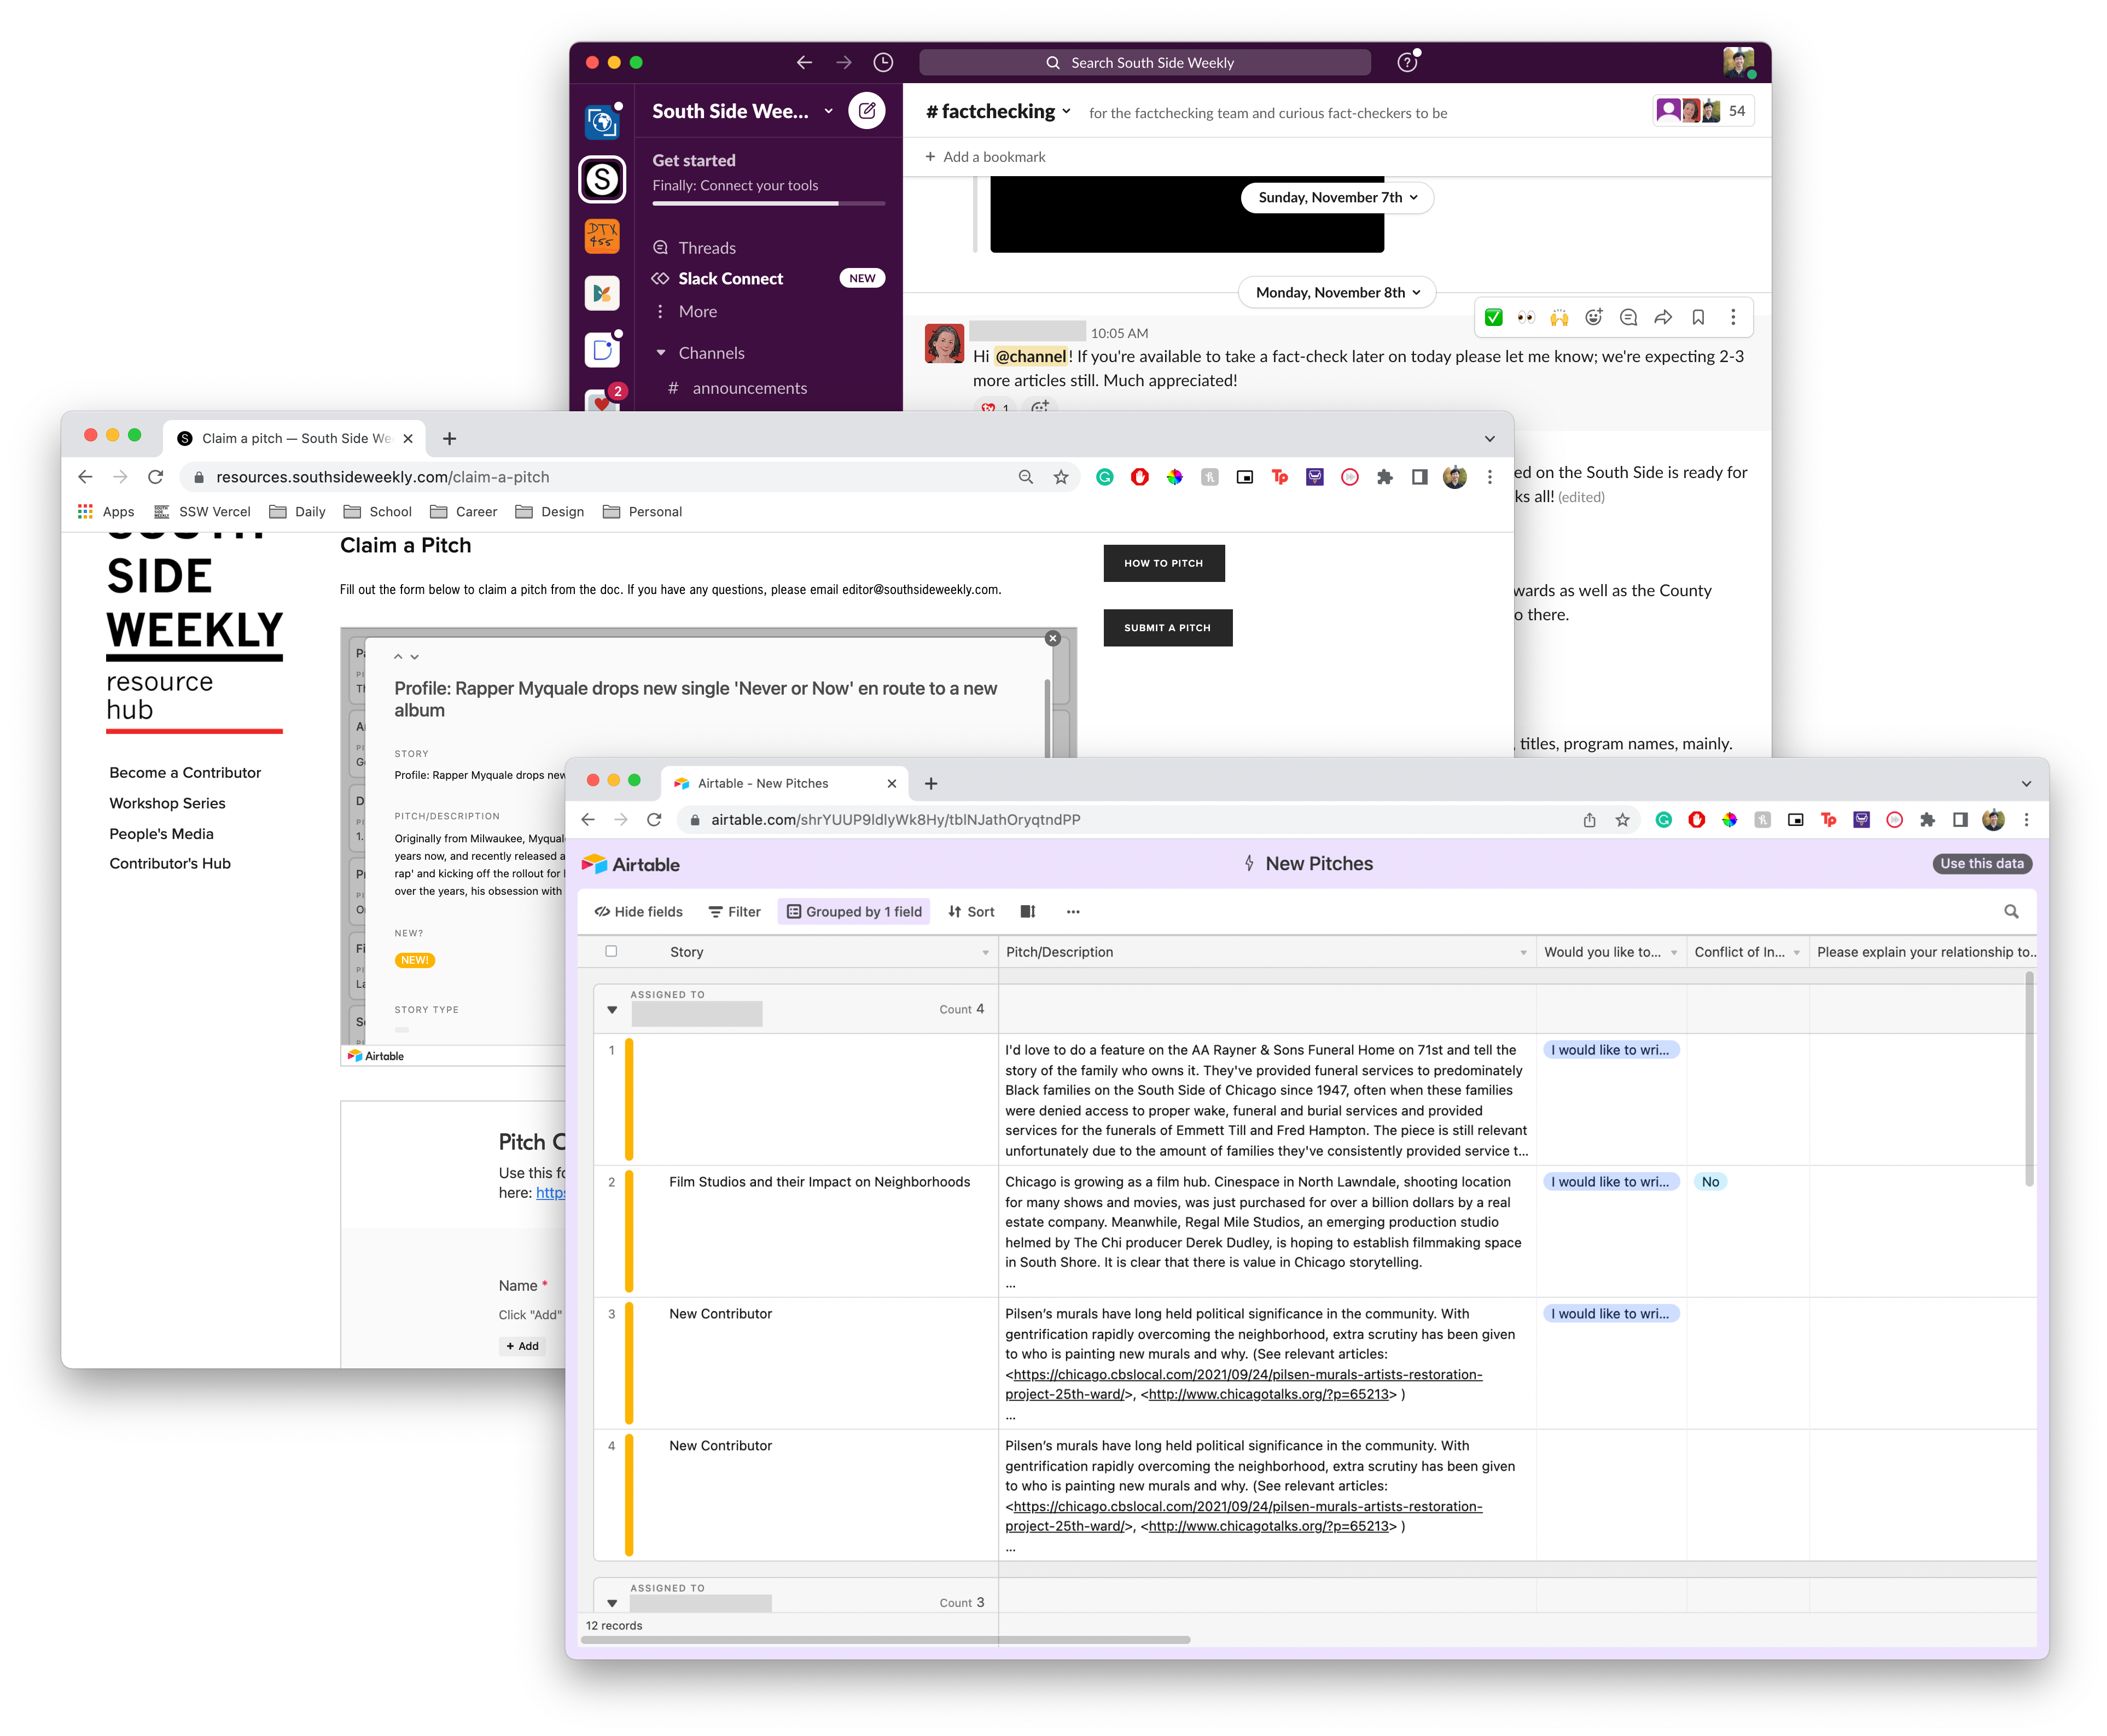 Search South Side Weekly
South Side Wee...
# factchecking
for the factchecking team and curious fact-checkers to be
54
Add a bookmark
Get started
Finally: Connect your tools
Threads
Slack Connect
NEW
More
Channels
# announcements
S
DTX
455
2
Sunday, November 7th
Monday, November 8th
10:05 AM
Hi @channel! If you're available to take a fact-check later on today please let me know; we're expecting 2-3
more articles still. Much appreciated!
1
ed on the South Side is ready for
ks all! (edited)
wards as well as the County
o there.
, titles, program names, mainly.
Claim a pitch — South Side We
resources.southsideweekly.com/claim-a-pitch
Apps
SSW Vercel
Daily
School
Career
Design
Personal
SOUTH
SIDE
WEEKLY
resource
hub
Become a Contributor
Workshop Series
People's Media
Contributor's Hub
Claim a Pitch
Fill out the form below to claim a pitch from the doc. If you have any questions, please email editor@southsideweekly.com.
HOW TO PITCH
SUBMIT A PITCH
Profile: Rapper Myquale drops new single 'Never or Now' en route to a new
album
STORY
Profile: Rapper Myquale drops new
PITCH/DESCRIPTION
Originally from Milwaukee, Myqual
years now, and recently released a
rap' and kicking off the rollout for
over the years, his obsession with
NEW?
NEW!
STORY TYPE
Airtable
Pitch C
Use this fo
here: https
Name *
Click "Add"
+ Add
Airtable - New Pitches
airtable.com/shrYUUP9ldlyWk8Hy/tblNJathOryqtndPP
Airtable
New Pitches
Use this data
Hide fields
Filter
Grouped by 1 field
Sort
Story
Pitch/Description
Would you like to...
Conflict of In...
Please explain your relationship to...
ASSIGNED TO
Count 4
1
I'd love to do a feature on the AA Rayner & Sons Funeral Home on 71st and tell the
story of the family who owns it. They've provided funeral services to predominately
Black families on the South Side of Chicago since 1947, often when these families
were denied access to proper wake, funeral and burial services and provided
services for the funerals of Emmett Till and Fred Hampton. The piece is still relevant
unfortunately due to the amount of families they've consistently provided service t...
I would like to wri...
2
Film Studios and their Impact on Neighborhoods
Chicago is growing as a film hub. Cinespace in North Lawndale, shooting location
for many shows and movies, was just purchased for over a billion dollars by a real
estate company. Meanwhile, Regal Mile Studios, an emerging production studio
helmed by The Chi producer Derek Dudley, is hoping to establish filmmaking space
in South Shore. It is clear that there is value in Chicago storytelling.
...
I would like to wri...
No
3
New Contributor
Pilsen's murals have long held political significance in the community. With
gentrification rapidly overcoming the neighborhood, extra scrutiny has been given
to who is painting new murals and why. (See relevant articles:
<https://chicago.cbslocal.com/2021/09/24/pilsen-murals-artists-restoration-
project-25th-ward/>, <http://www.chicagotalks.org/?p=65213> )
...
I would like to wri...
4
New Contributor
Pilsen's murals have long held political significance in the community. With
gentrification rapidly overcoming the neighborhood, extra scrutiny has been given
to who is painting new murals and why. (See relevant articles:
<https://chicago.cbslocal.com/2021/09/24/pilsen-murals-artists-restoration-
project-25th-ward/>, <http://www.chicagotalks.org/?p=65213> )
...
ASSIGNED TO
Count 3
12 records